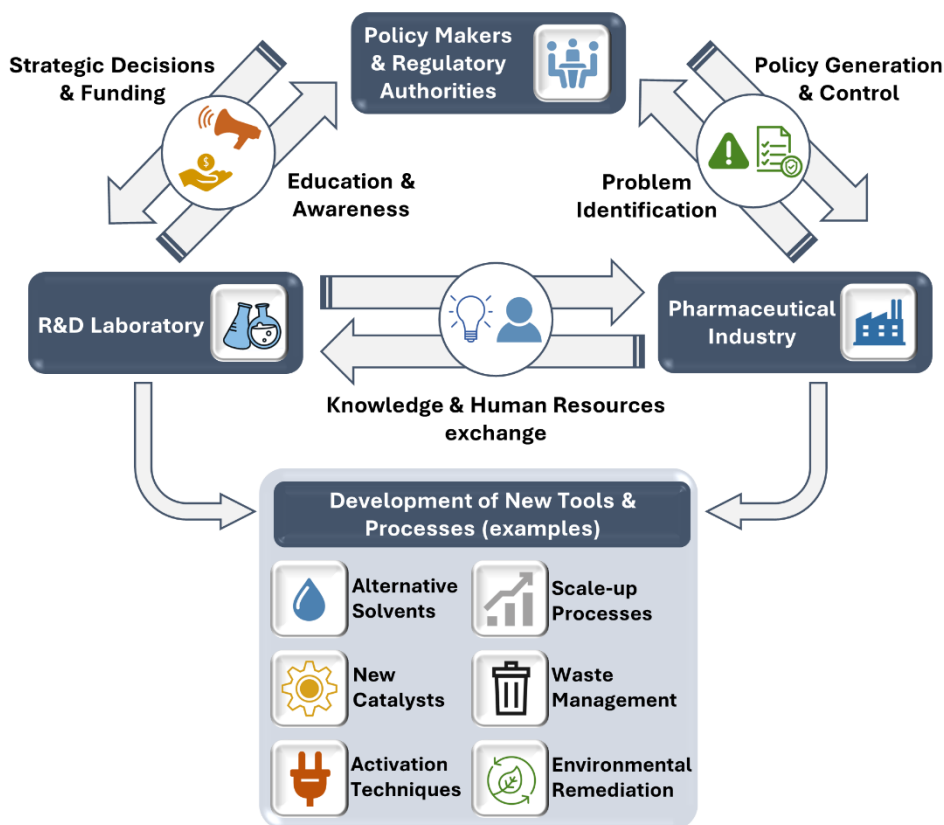 Policy Makers
& Regulatory
Authorities
Strategic Decisions
& Funding
Policy Generation
& Control
Education &
Awareness
Problem
Identification
R&D Laboratory
Pharmaceutical
Industry
Knowledge & Human Resources
exchange
Development of New Tools &
Processes (examples)
Alternative
Solvents
Scale-up
Processes
New
Catalysts
Waste
Management
Activation
Techniques
Environmental
Remediation